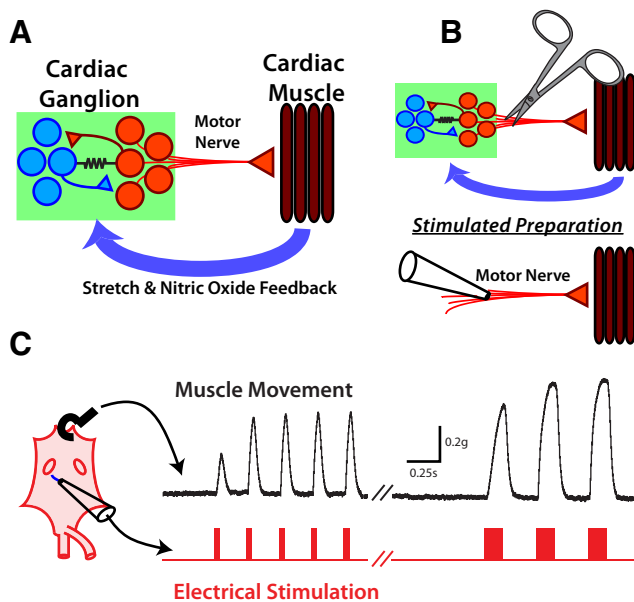 A
Cardiac
Ganglion
Cardiac
Muscle
Motor
Nerve
Stretch & Nitric Oxide Feedback
B
Stimulated Preparation
Motor Nerve
C
Muscle Movement
0.2g
0.25s
Electrical Stimulation